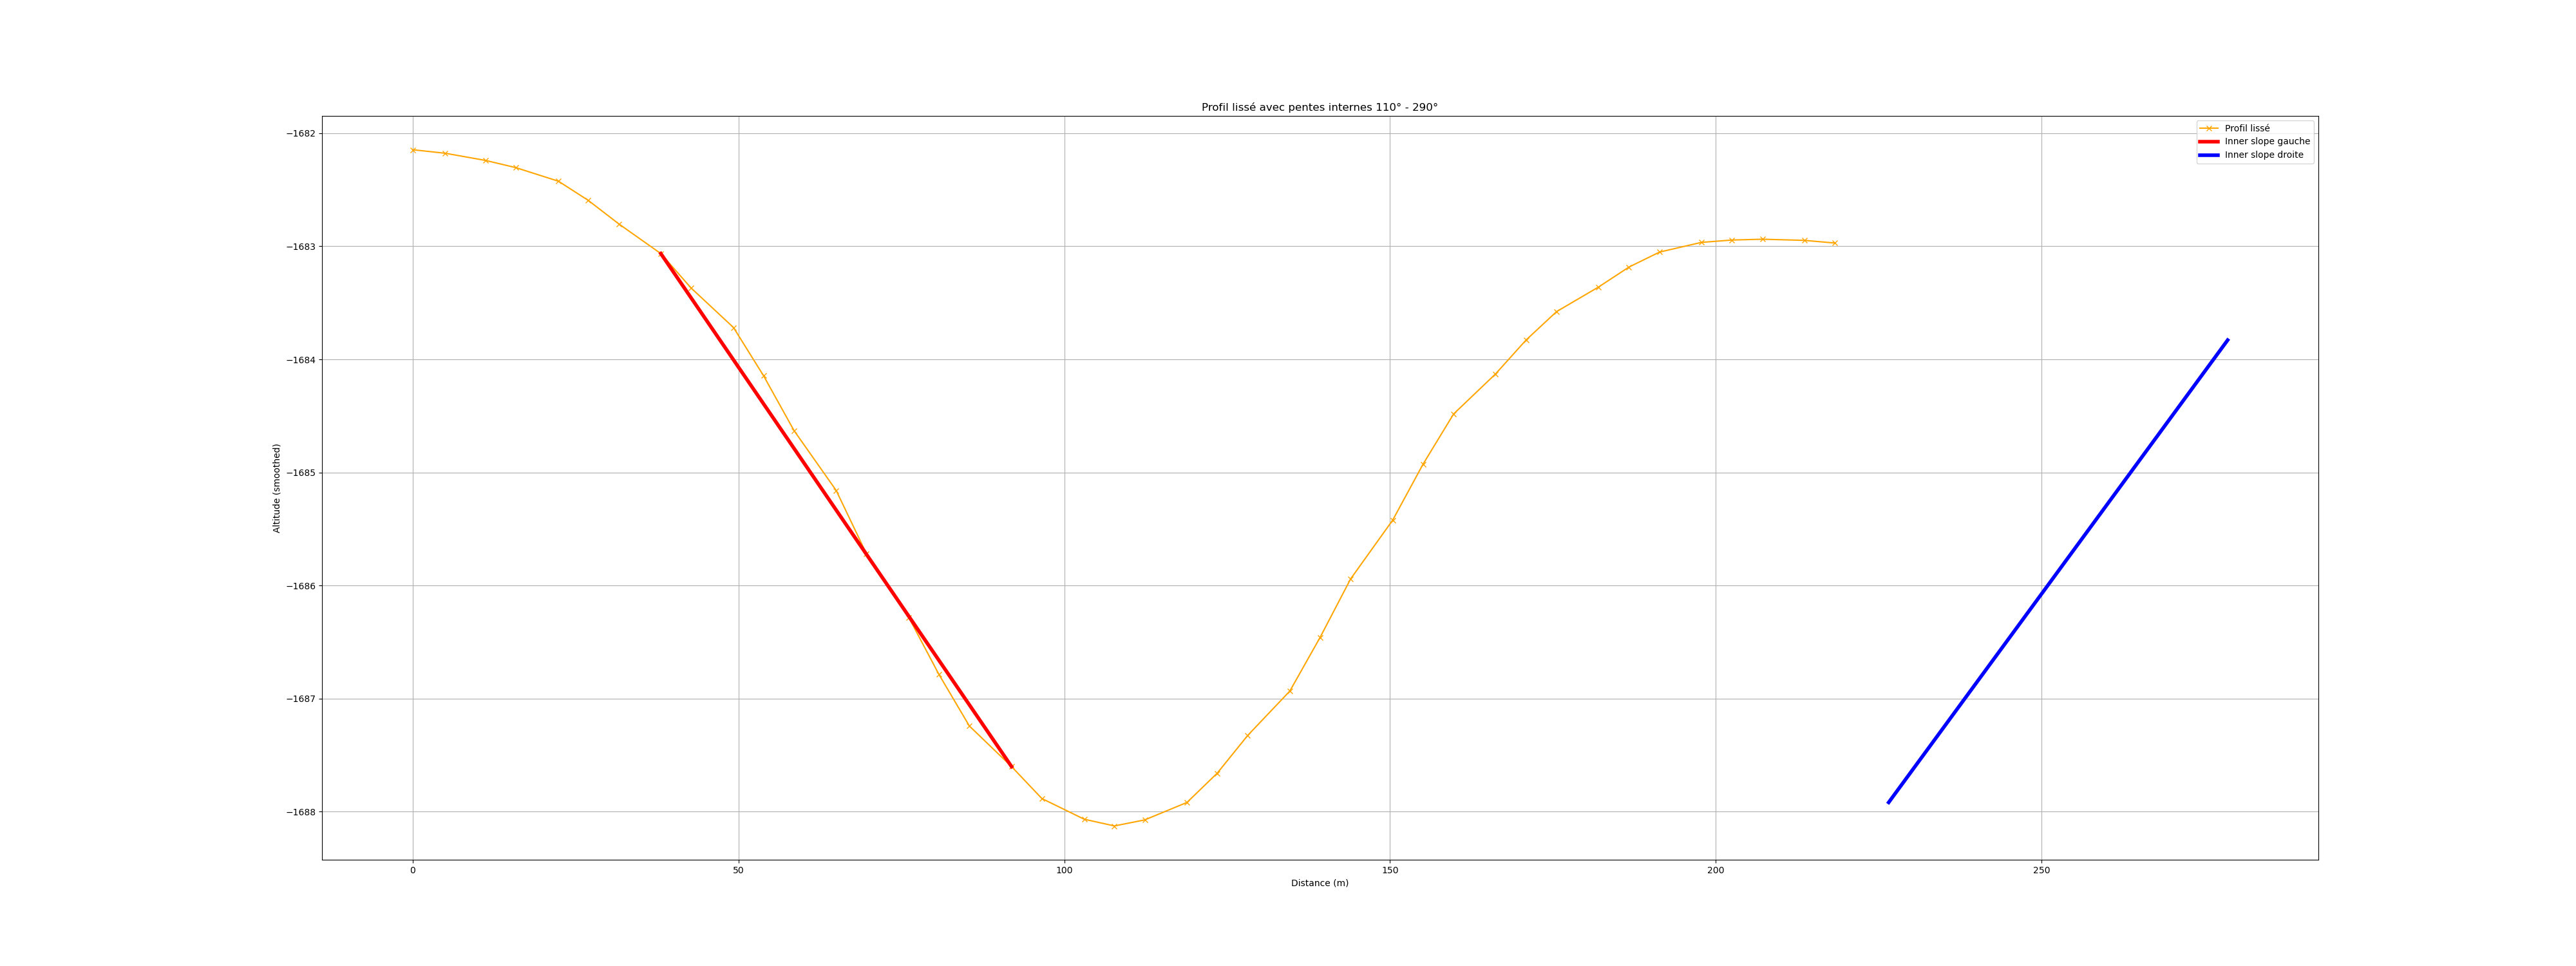 Profil lissé avec pentes internes 110° - 290°
Profil lissé
Inner slope gauche
Inner slope droite
Altitude (smoothed)
−1682
−1683
−1684
−1685
−1686
−1687
−1688
0 50 100 150 200 250
Distance (m)